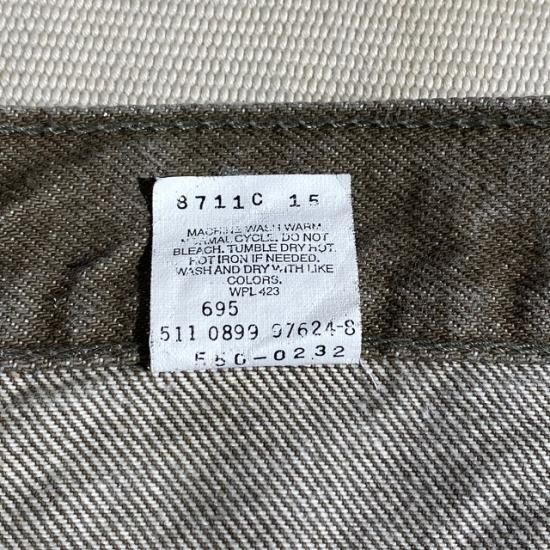 8711C 15
MACHINE WASH WARM
NORMAL CYCLE. DO NOT
BLEACH. TUMBLE DRY HOT.
HOT IRON IF NEEDED.
WASH AND DRY WITH LIKE
COLORS.
WPL 423
695
511 0899 97624-8
550-0232